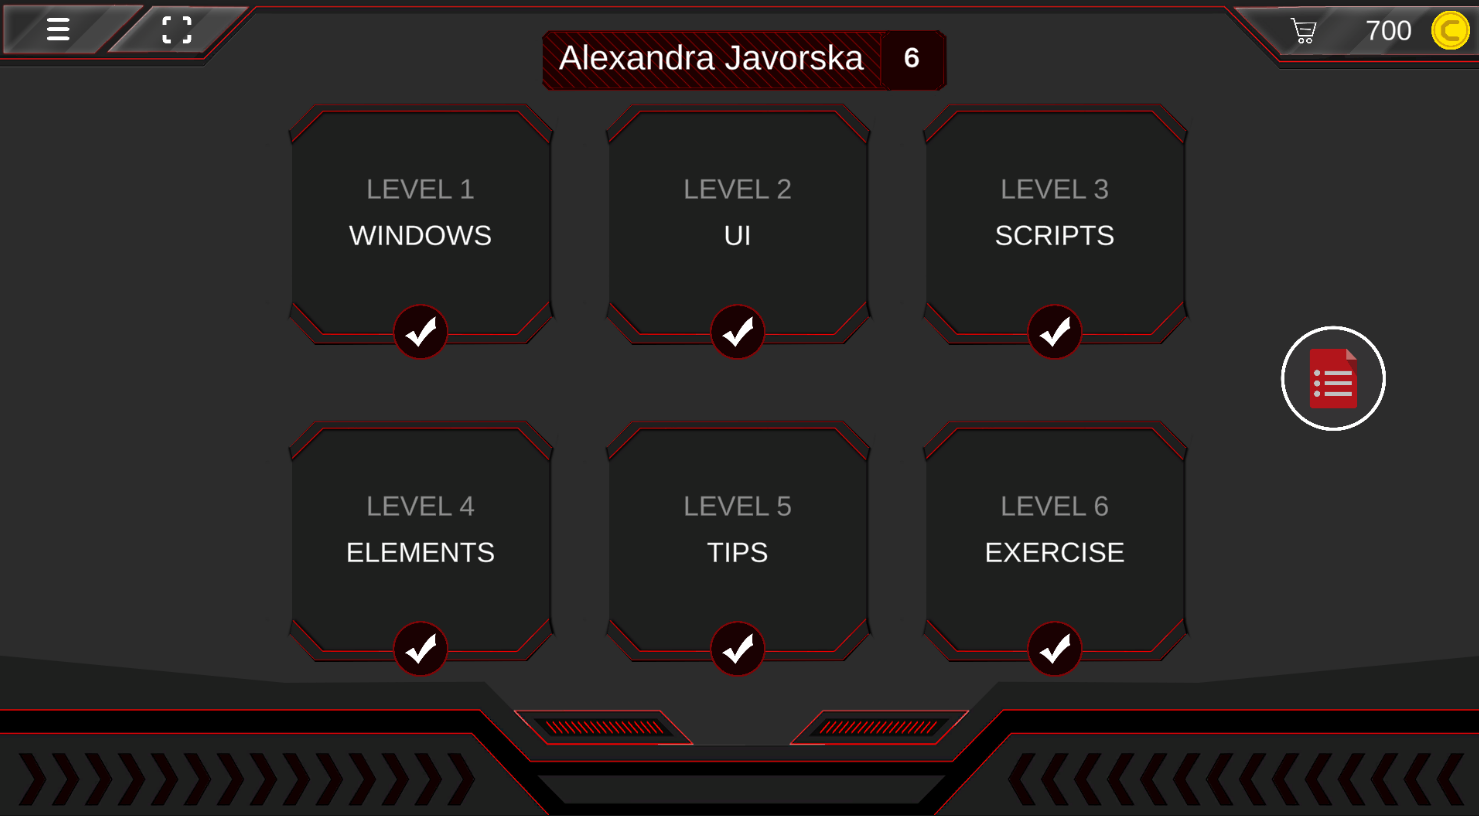 700
Alexandra Javorska 6
LEVEL 1
WINDOWS
LEVEL 2
UI
LEVEL 3
SCRIPTS
LEVEL 4
ELEMENTS
LEVEL 5
TIPS
LEVEL 6
EXERCISE